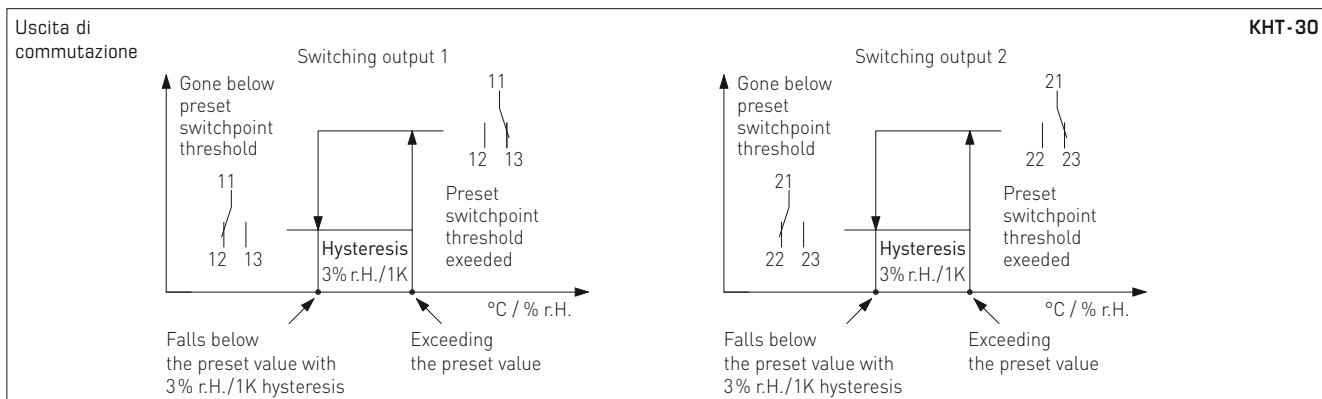 Uscita di
commutazione
KHT-30
Switching output 1
Gone below
preset
switchpoint
threshold
11
12 13
11
12 13
Preset
switchpoint
threshold
exeeded
Hysteresis
3% r.H./1K
°C / % r.H.
Falls below
the preset value with
3% r.H./1K hysteresis
Exceeding
the preset value
Switching output 2
Gone below
preset
switchpoint
threshold
21
22 23
21
22 23
Preset
switchpoint
threshold
exeeded
Hysteresis
3% r.H./1K
°C / % r.H.
Falls below
the preset value with
3% r.H./1K hysteresis
Exceeding
the preset value